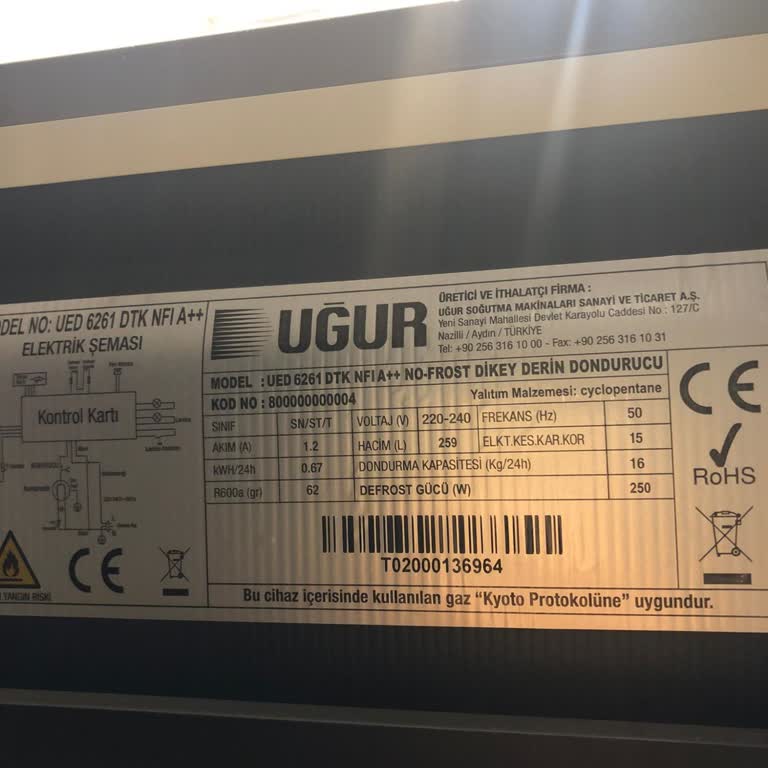 DEL NO: UED 6261 DTK NFI A++
ELEKTRİK ŞEMASI
Kontrol Kartı
YANGIN RISKI
UĞUR
ÜRETİCİ VE İTHALATÇI FİRMA :
UĞUR SOĞUTMA MAKİNALARI SANAYİ VE TİCARET A.Ş.
Yeni Sanayi Mahallesi Devlet Karayolu Caddesi No : 127/C
Nazilli / Aydın / TÜRKİYE
Tel: +90 256 316 10 00 - Fax: +90 256 316 10 31
MODEL : UED 6261 DTK NFI A++ NO-FROST DİKEY DERİN DONDURUCU
KOD NO : 800000000004 Yalıtım Malzemesi: cyclopentane
SINIF SN/ST/T VOLTAJ (V) 220-240 FREKANS (Hz) 50
AKIM (A) 1.2 HACİM (L) 259 ELKT.KES.KAR.KOR 15
kWH/24h 0.67 DONDURMA KAPASİTESİ (Kg/24h) 16
R600a (gr) 62 DEFROST GÜCÜ (W) 250
T02000136964
Bu cihaz içerisinde kullanılan gaz “Kyoto Protokolüne” uygundur.
CE
RoHS
CE